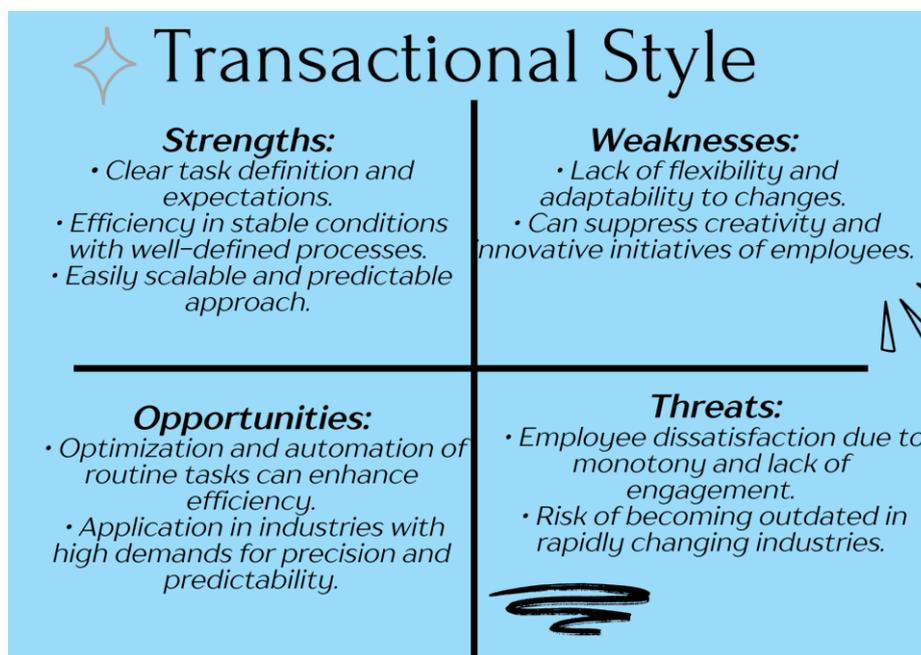 Transactional Style
Strengths:
• Clear task definition and
expectations.
• Efficiency in stable conditions
with well-defined processes.
• Easily scalable and predictable
approach.
Weaknesses:
• Lack of flexibility and
adaptability to changes.
• Can suppress creativity and
innovative initiatives of employees.
Opportunities:
• Optimization and automation of
routine tasks can enhance
efficiency.
• Application in industries with
high demands for precision and
predictability.
Threats:
• Employee dissatisfaction due to
monotony and lack of
engagement.
• Risk of becoming outdated in
rapidly changing industries.